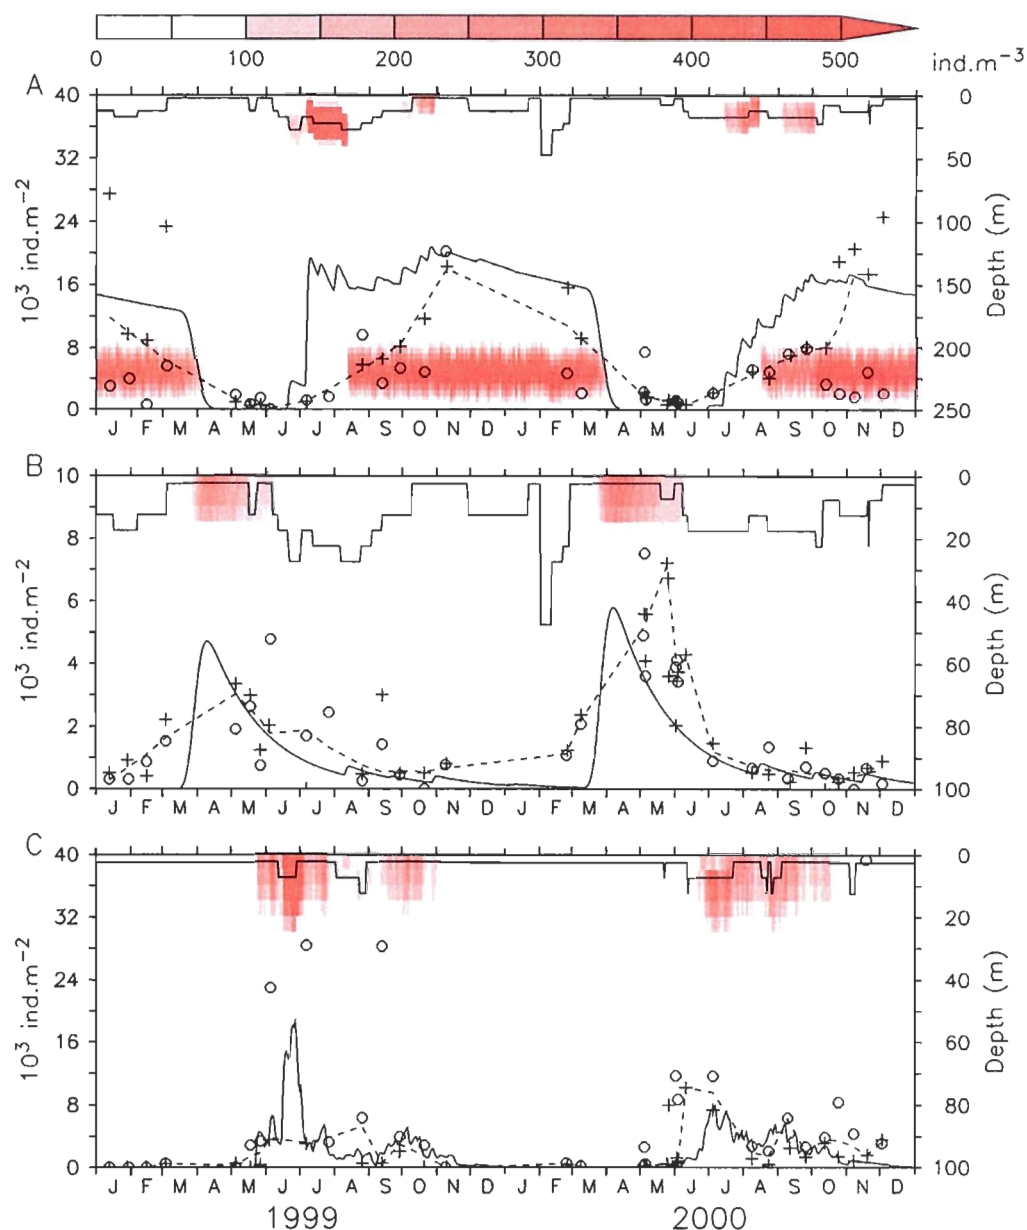 0 100 200 300 400 500 ind.m⁻³
A
40 32 24 16 8 0
10³ ind.m⁻²
0 50 100 150 200 250
Depth (m)
J F M A M J J A S O N D J F M A M J J A S O N D
B
10 8 6 4 2 0
10³ ind.m⁻²
0 20 40 60 80 100
Depth (m)
J F M A M J J A S O N D J F M A M J J A S O N D
C
40 32 24 16 8 0
10³ ind.m⁻²
0 20 40 60 80 100
Depth (m)
J F M A M J J A S O N D J F M A M J J A S O N D
1999 2000